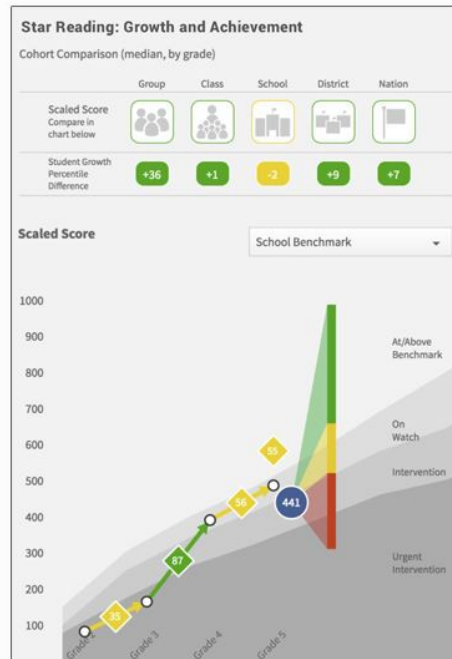 Star Reading: Growth and Achievement
Cohort Comparison (median, by grade)
Group Class School District Nation
Scaled Score
Compare in
chart below
Student Growth
Percentile
Difference
+36 +1 -2 +9 +7
Scaled Score
School Benchmark
1000
900
At/Above
Benchmark
800
700
600
On
Watch
55
500
Intervention
56
441
400
300
87
Urgent
Intervention
200
35
100
Grade 2
Grade 3
Grade 4
Grade 5